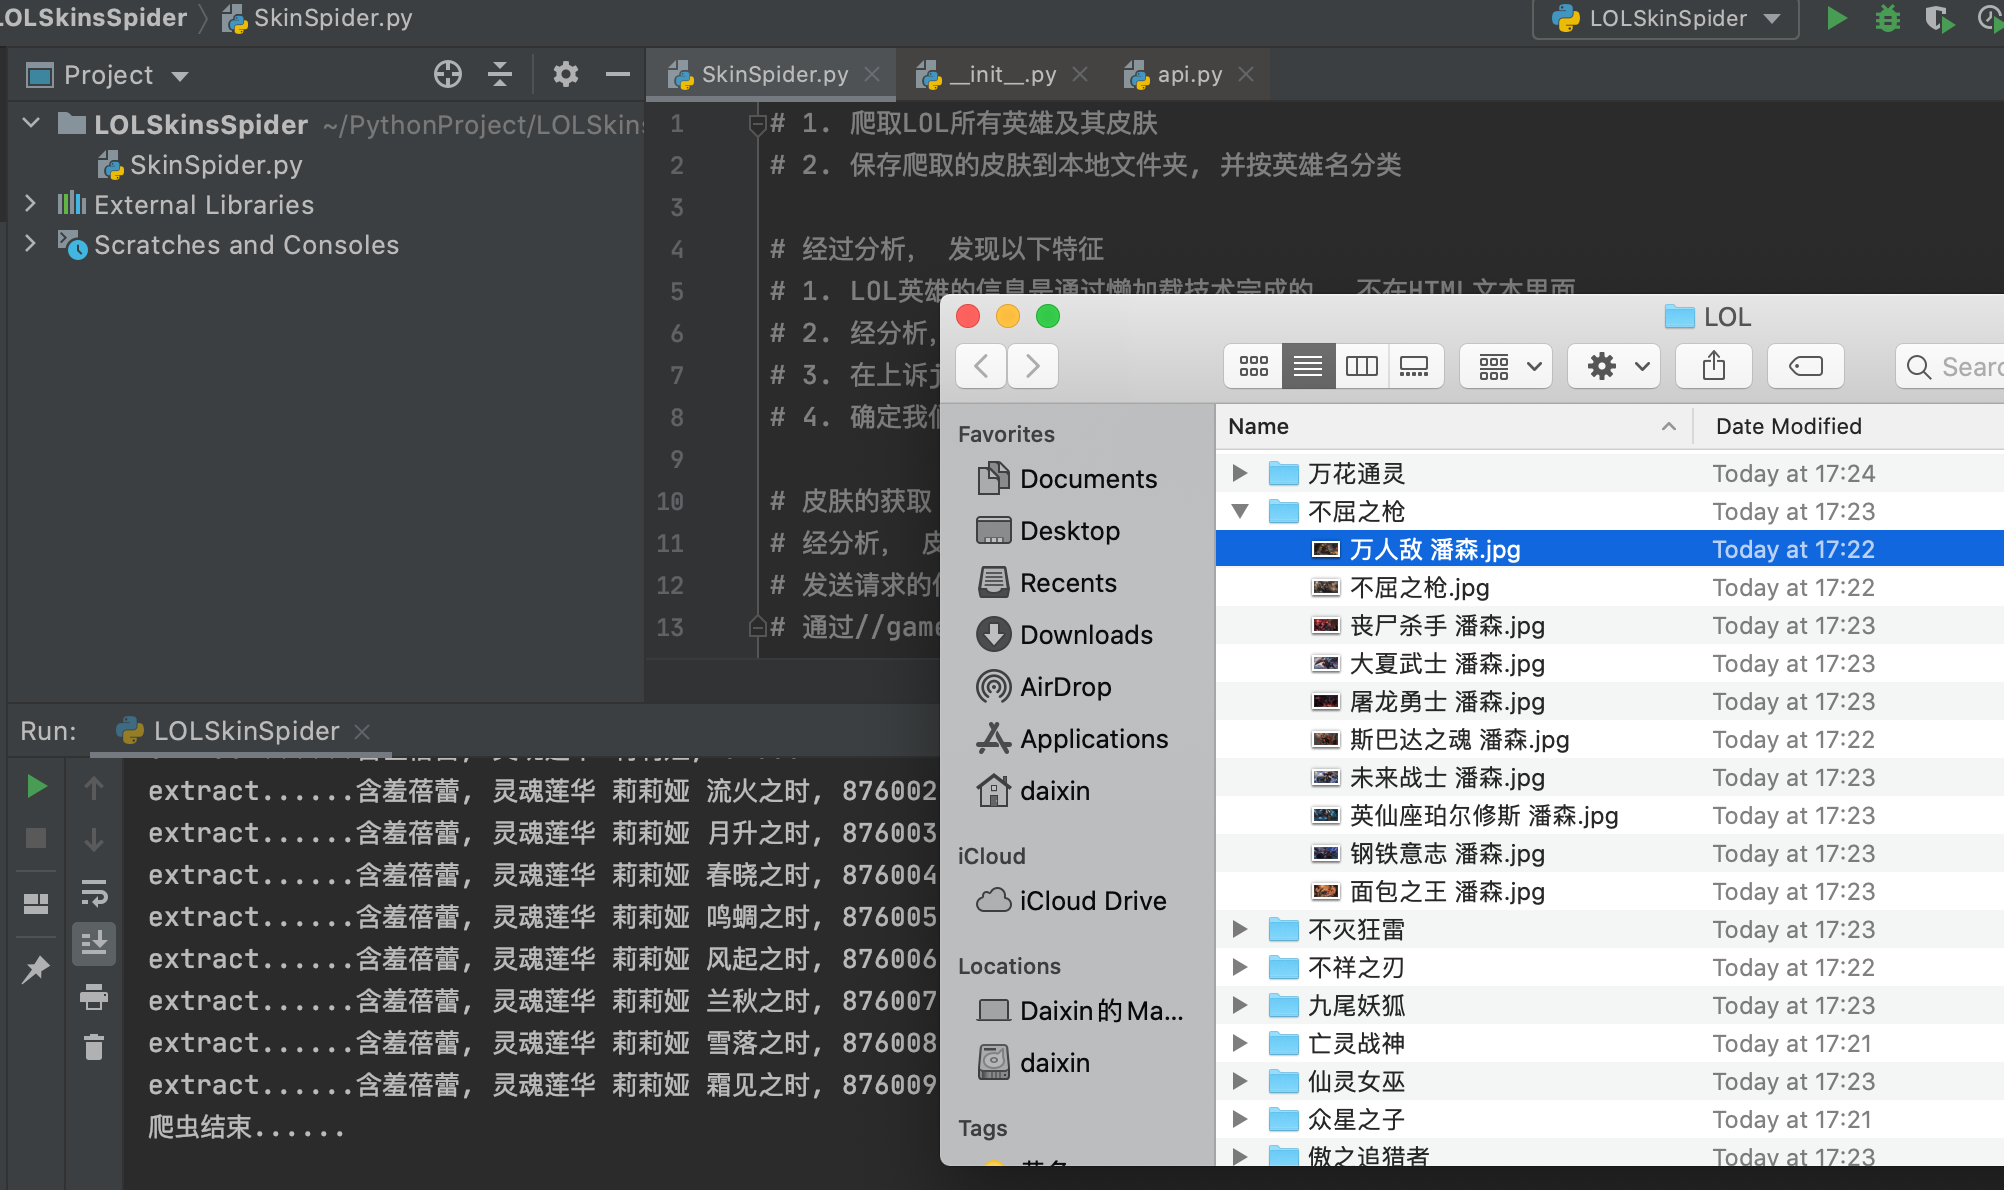 LOLSkinsSpider SkinSpider.py
LOLSkinSpider
Project
SkinSpider.py
__init__.py
api.py
LOLSkinsSpider ~/PythonProject/LOLSkins
SkinSpider.py
External Libraries
Scratches and Consoles
1 # 1. 爬取LOL所有英雄及其皮肤
2 # 2. 保存爬取的皮肤到本地文件夹, 并按英雄名分类
3
4 # 经过分析, 发现以下特征
5 # 1. LOL英雄的信息是通过懒加载技术完成的, 不在HTML文本里面
6 # 2. 经分析,
7 # 3. 在上诉
8 # 4. 确定我们
9
10 # 皮肤的获取
11 # 经分析, 皮
12 # 发送请求的
13 # 通过//game
Run: LOLSkinSpider
extract......含羞蓓蕾, 灵魂莲华 莉莉娅 流火之时, 876002
extract......含羞蓓蕾, 灵魂莲华 莉莉娅 月升之时, 876003
extract......含羞蓓蕾, 灵魂莲华 莉莉娅 春晓之时, 876004
extract......含羞蓓蕾, 灵魂莲华 莉莉娅 鸣蜩之时, 876005
extract......含羞蓓蕾, 灵魂莲华 莉莉娅 风起之时, 876006
extract......含羞蓓蕾, 灵魂莲华 莉莉娅 兰秋之时, 876007
extract......含羞蓓蕾, 灵魂莲华 莉莉娅 雪落之时, 876008
extract......含羞蓓蕾, 灵魂莲华 莉莉娅 霜见之时, 876009
爬虫结束......
LOL
Searc
Favorites
Documents
Desktop
Recents
Downloads
AirDrop
Applications
daixin
iCloud
iCloud Drive
Locations
Daixin的Ma...
daixin
Tags
Name Date Modified
万花通灵 Today at 17:24
不屈之枪 Today at 17:23
万人敌 潘森.jpg Today at 17:22
不屈之枪.jpg Today at 17:22
丧尸杀手 潘森.jpg Today at 17:23
大夏武士 潘森.jpg Today at 17:23
屠龙勇士 潘森.jpg Today at 17:23
斯巴达之魂 潘森.jpg Today at 17:22
未来战士 潘森.jpg Today at 17:23
英仙座珀尔修斯 潘森.jpg Today at 17:23
钢铁意志 潘森.jpg Today at 17:23
面包之王 潘森.jpg Today at 17:23
不灭狂雷 Today at 17:23
不祥之刃 Today at 17:22
九尾妖狐 Today at 17:23
亡灵战神 Today at 17:21
仙灵女巫 Today at 17:23
众星之子 Today at 17:21
傲之追猎者 Today at 17:23